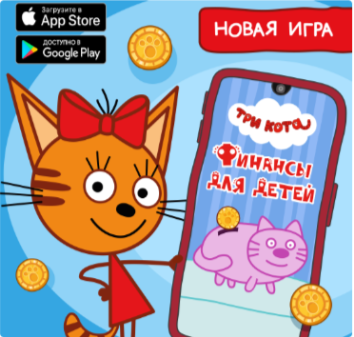 Загрузите в
App Store
ДОСТУПНО В
Google Play
НОВАЯ ИГРА
ТРИ КОТА
ФИНАНСЫ
ДЛЯ ДЕТЕЙ